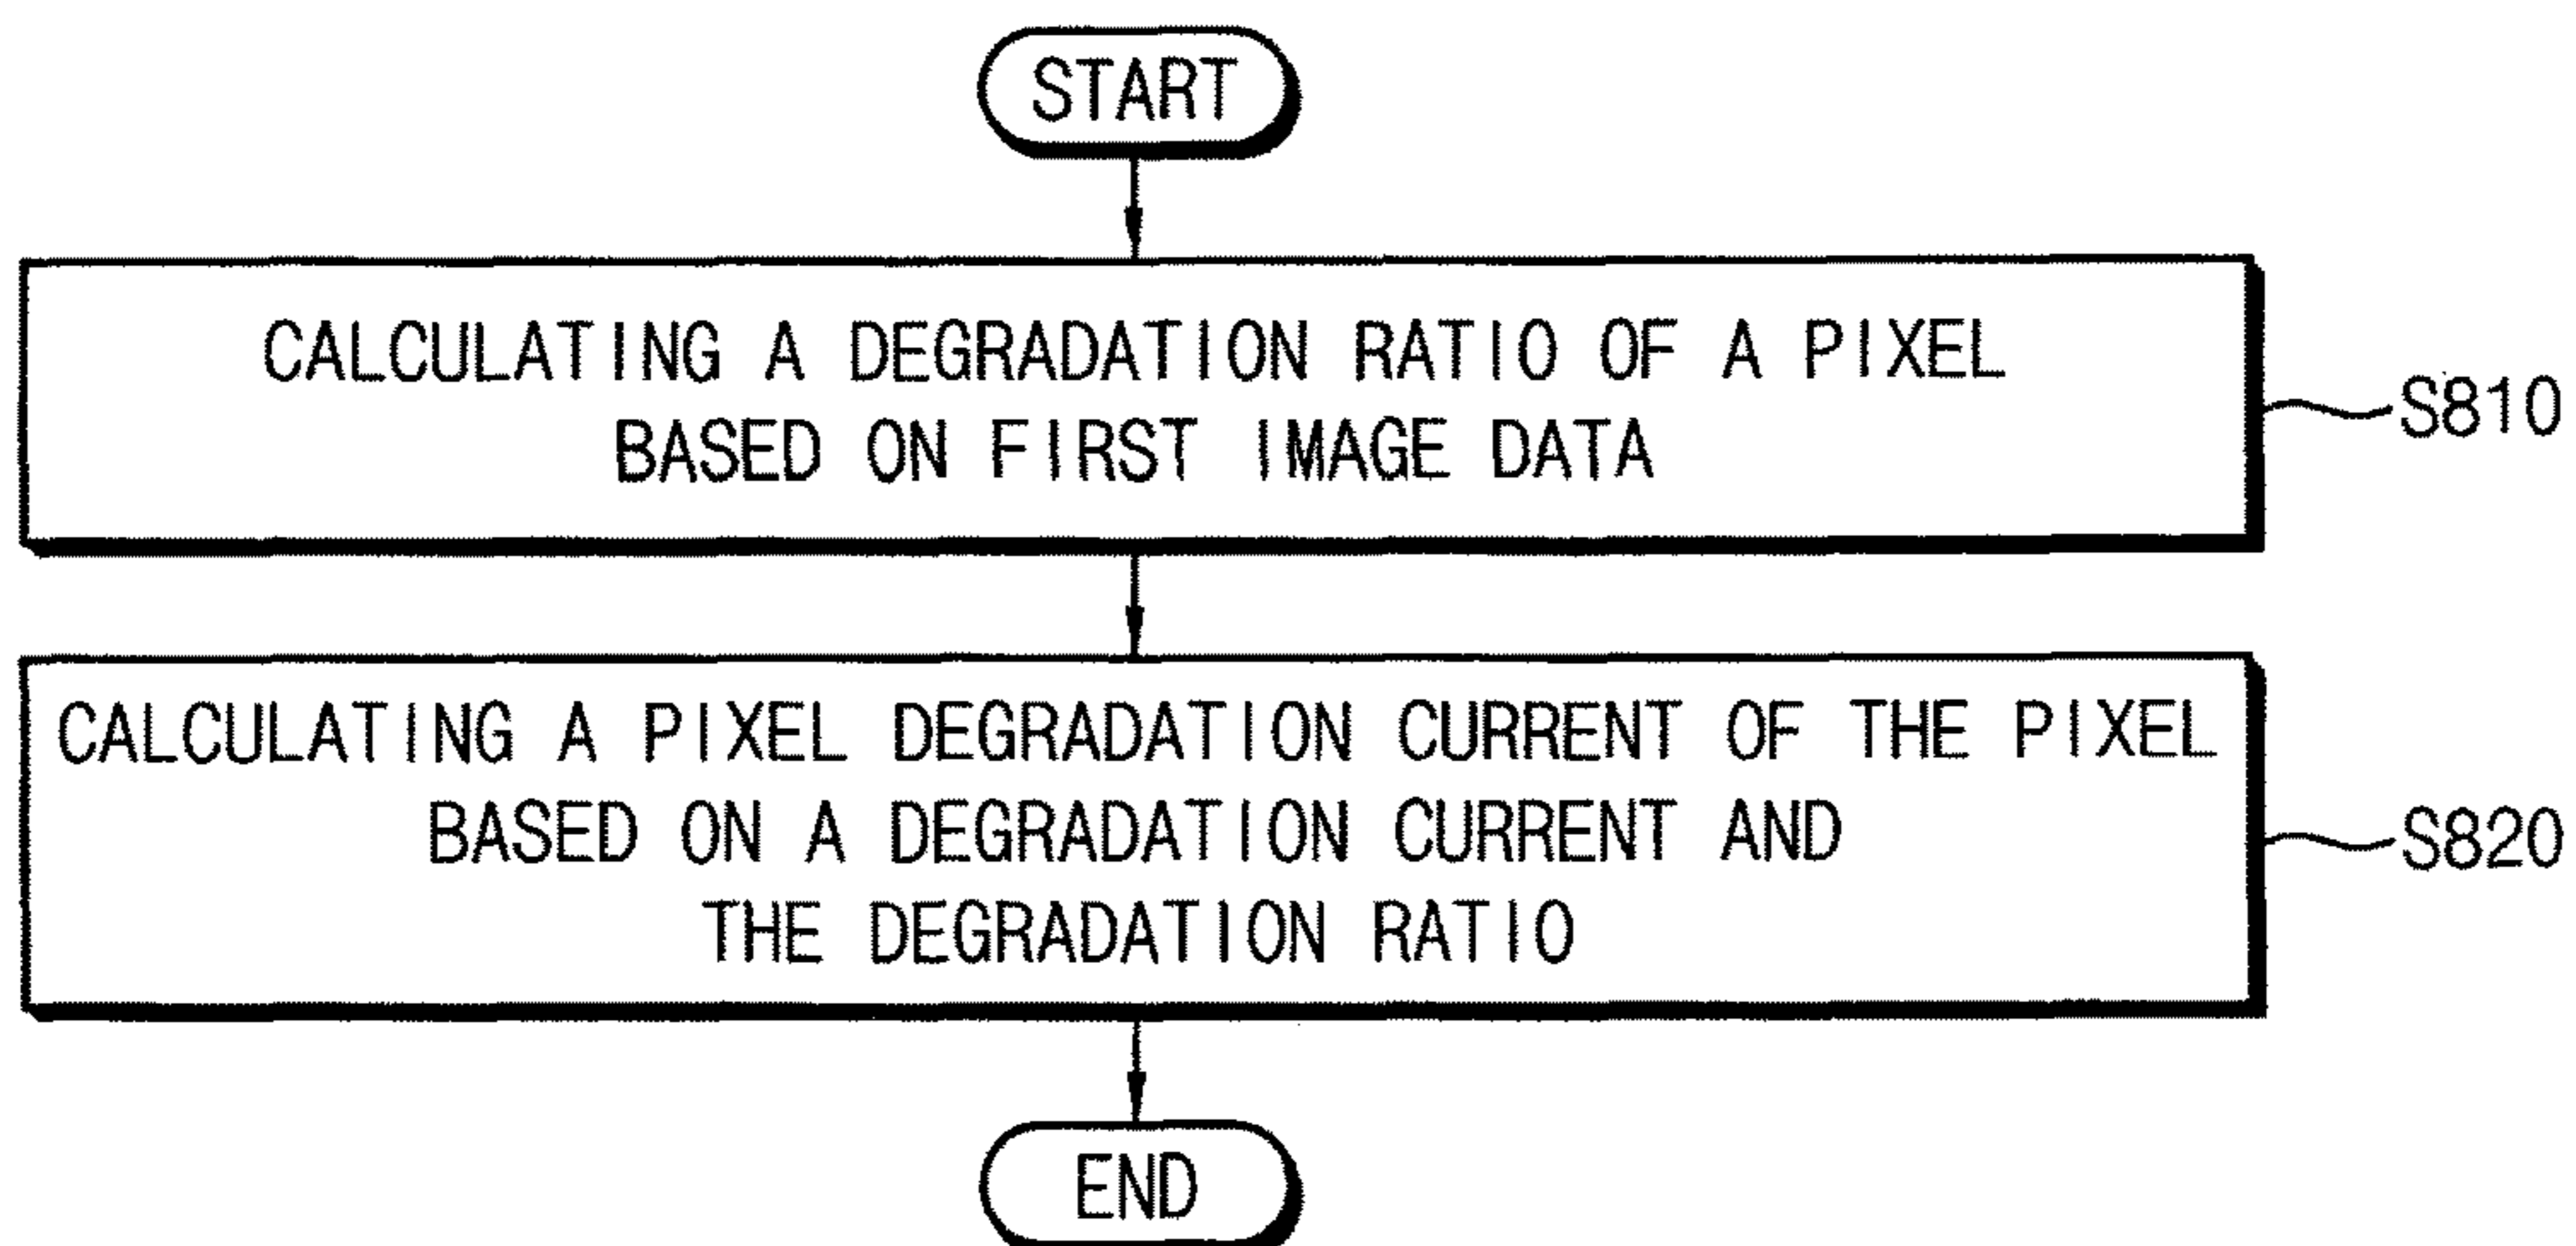 START
CALCULATING A DEGRADATION RATIO OF A PIXEL
BASED ON FIRST IMAGE DATA
S810
CALCULATING A PIXEL DEGRADATION CURRENT OF THE PIXEL
BASED ON A DEGRADATION CURRENT AND
THE DEGRADATION RATIO
S820
END